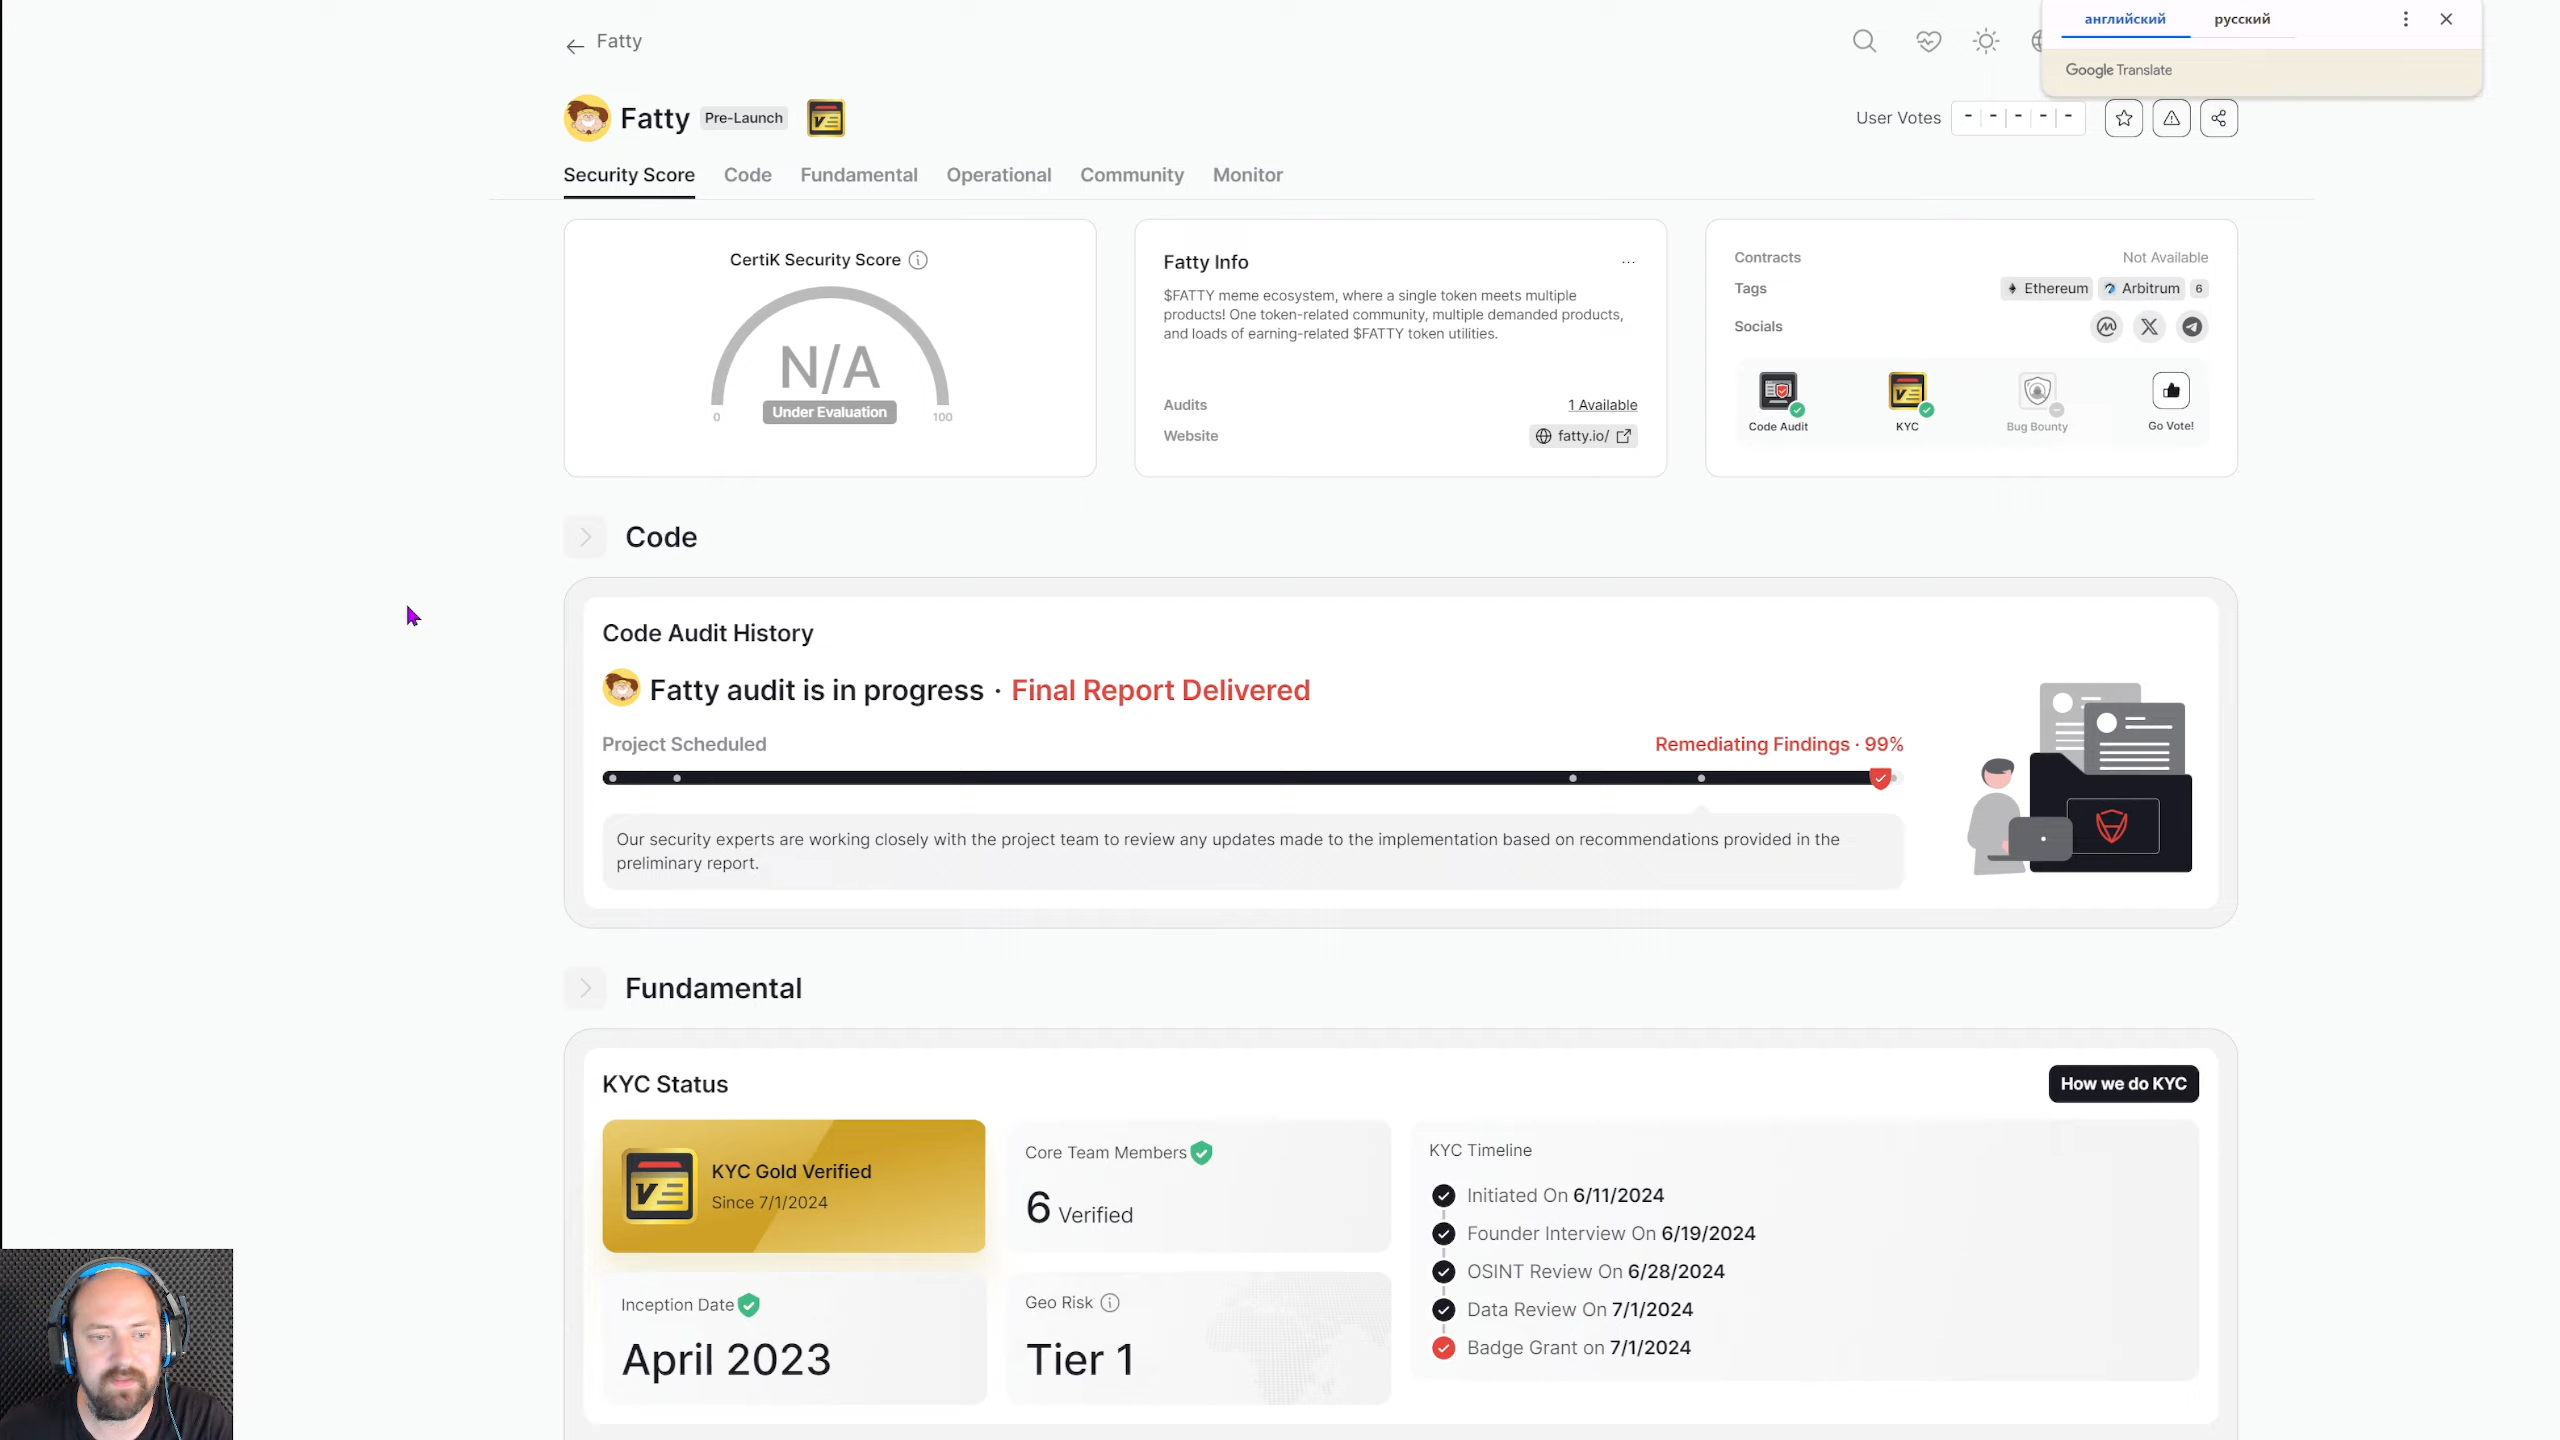 Fatty
английский
русский
Google Translate
Fatty
Pre-Launch
User Votes
- - - - -
Security Score
Code
Fundamental
Operational
Community
Monitor
CertiK Security Score
N/A
Under Evaluation
0
100
Fatty Info
...
$FATTY meme ecosystem, where a single token meets multiple
products! One token-related community, multiple demanded products,
and loads of earning-related $FATTY token utilities.
Audits
1 Available
Website
fatty.io/
Contracts
Not Available
Tags
Ethereum
Arbitrum
6
Socials
Code Audit
KYC
Bug Bounty
Go Vote!
Code
Code Audit History
Fatty audit is in progress · Final Report Delivered
Project Scheduled
Remediating Findings · 99%
Our security experts are working closely with the project team to review any updates made to the implementation based on recommendations provided in the
preliminary report.
Fundamental
KYC Status
How we do KYC
KYC Gold Verified
Since 7/1/2024
Core Team Members
6 Verified
Inception Date
April 2023
Geo Risk
Tier 1
KYC Timeline
Initiated On 6/11/2024
Founder Interview On 6/19/2024
OSINT Review On 6/28/2024
Data Review On 7/1/2024
Badge Grant on 7/1/2024